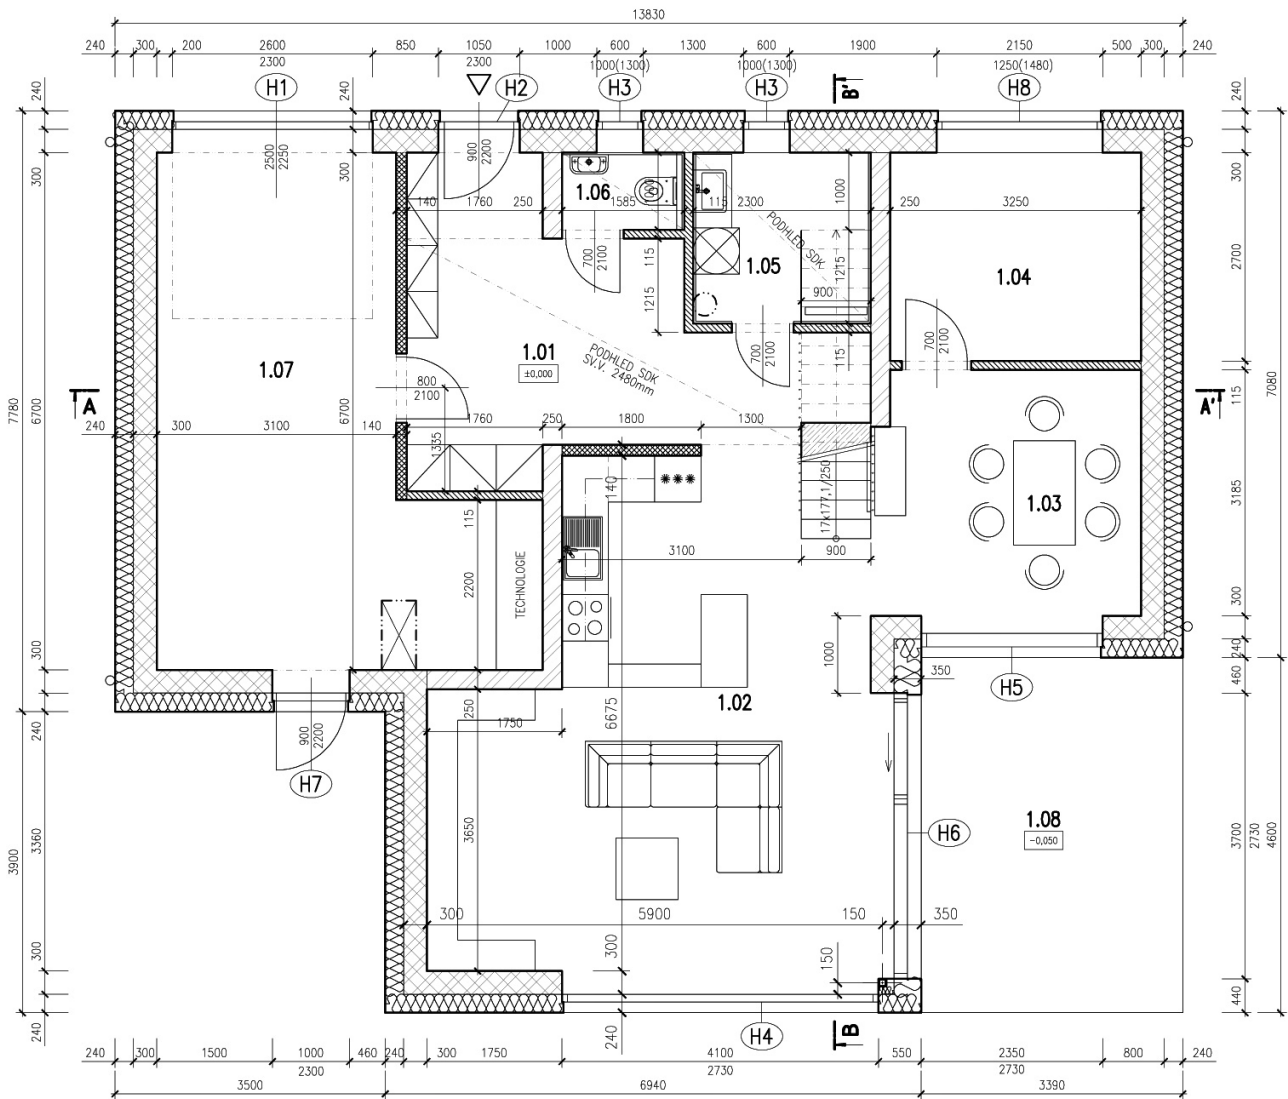 13830
240 300 200 2600 850 1050 1000 600 1300 600 1900 2150 500 300 240
2300 2300 1000(1300) 1000(1300) 1250(1480)
H1 H2 H3 H3 B' H8
240 240 240 240
2500 2250
900 2200
300 300 300 300
1.06
1000
140 1760 250 1585 115 2300 250 3250
PODHLED SDK
700 2100
115
1215
1.05
1215
900
2700
1.04
1.01
±0,000
PODHLED SDK
SV.V. 2480mm
700 2100
115
700 2100
1.07
800
2100
A A'
7780 6700 6700 7080 115
240 300 3100 140 1760 250 1800 1300
1335
140
17x177,1/250
1.03
3185
3100 900
115
2200
TECHNOLOGIE
300 1000 300
240
350
460
H5
1.02
240 250 1750 6675
900 2200
H7
3900 3360 3650
1.08
-0,050
H6
3700 2730 4600
300 5900 150 350
300 300 150
440
240 240
H4 B
240 300 1500 1000 460 240 300 1750 4100 550 2350 800 240
2300 2730 2730
3500 6940 3390